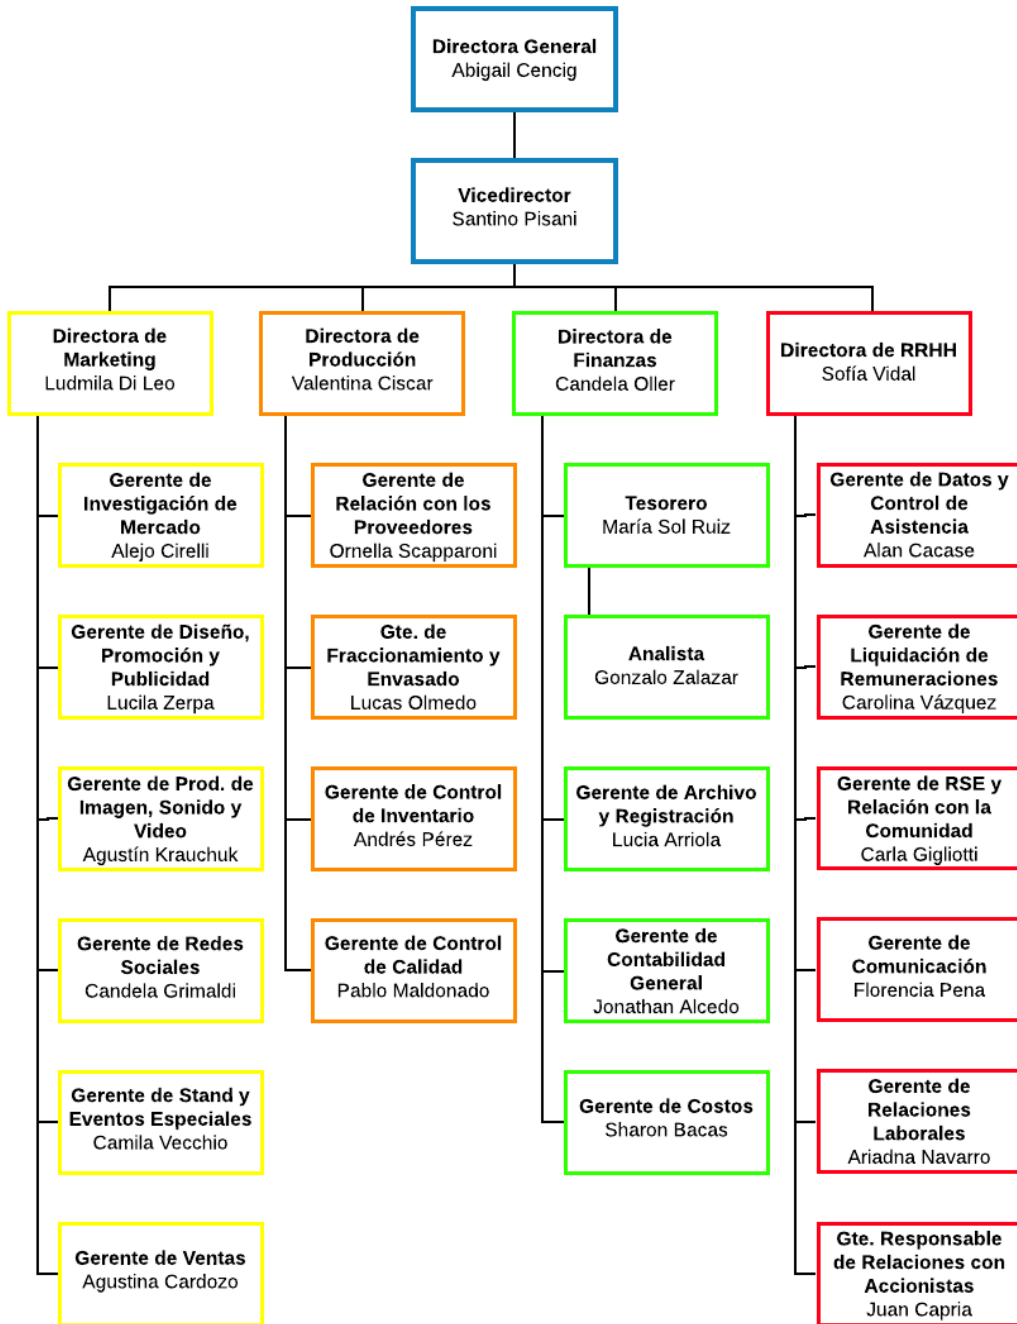 Directora General
Abigail Cencig
Vicedirector
Santino Pisani
Directora de
Marketing
Ludmila Di Leo
Directora de
Producción
Valentina Ciscar
Directora de
Finanzas
Candela Oller
Directora de RRHH
Sofía Vidal
Gerente de
Investigación de
Mercado
Alejo Cirelli
Gerente de Diseño,
Promoción y
Publicidad
Lucila Zerpa
Gerente de Prod. de
Imagen, Sonido y
Video
Agustín Krauchuk
Gerente de Redes
Sociales
Candela Grimaldi
Gerente de Stand y
Eventos Especiales
Camila Vecchio
Gerente de Ventas
Agustina Cardozo
Gerente de
Relación con los
Proveedores
Ornella Scapparoni
Gte. de
Fraccionamiento y
Envasado
Lucas Olmedo
Gerente de Control
de Inventario
Andrés Pérez
Gerente de Control
de Calidad
Pablo Maldonado
Tesorero
María Sol Ruiz
Analista
Gonzalo Zalazar
Gerente de Archivo
y Registración
Lucia Arriola
Gerente de
Contabilidad
General
Jonathan Alcedo
Gerente de Costos
Sharon Bacas
Gerente de Datos y
Control de
Asistencia
Alan Cacase
Gerente de
Liquidación de
Remuneraciones
Carolina Vázquez
Gerente de RSE y
Relación con la
Comunidad
Carla Gigliotti
Gerente de
Comunicación
Florencia Pena
Gerente de
Relaciones
Laborales
Ariadna Navarro
Gte. Responsable
de Relaciones con
Accionistas
Juan Capria